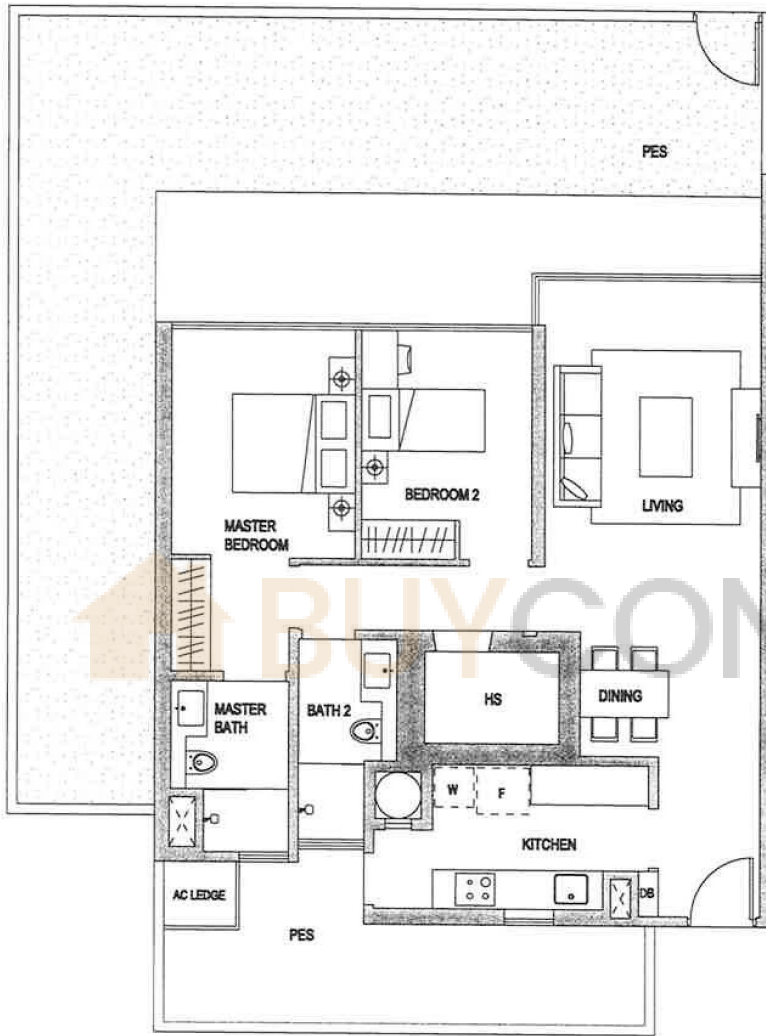 PES
BEDROOM 2
LIVING
MASTER
BEDROOM
BUYCON
MASTER
BATH
BATH 2
HS
DINING
W
F
KITCHEN
DB
AC LEDGE
PES